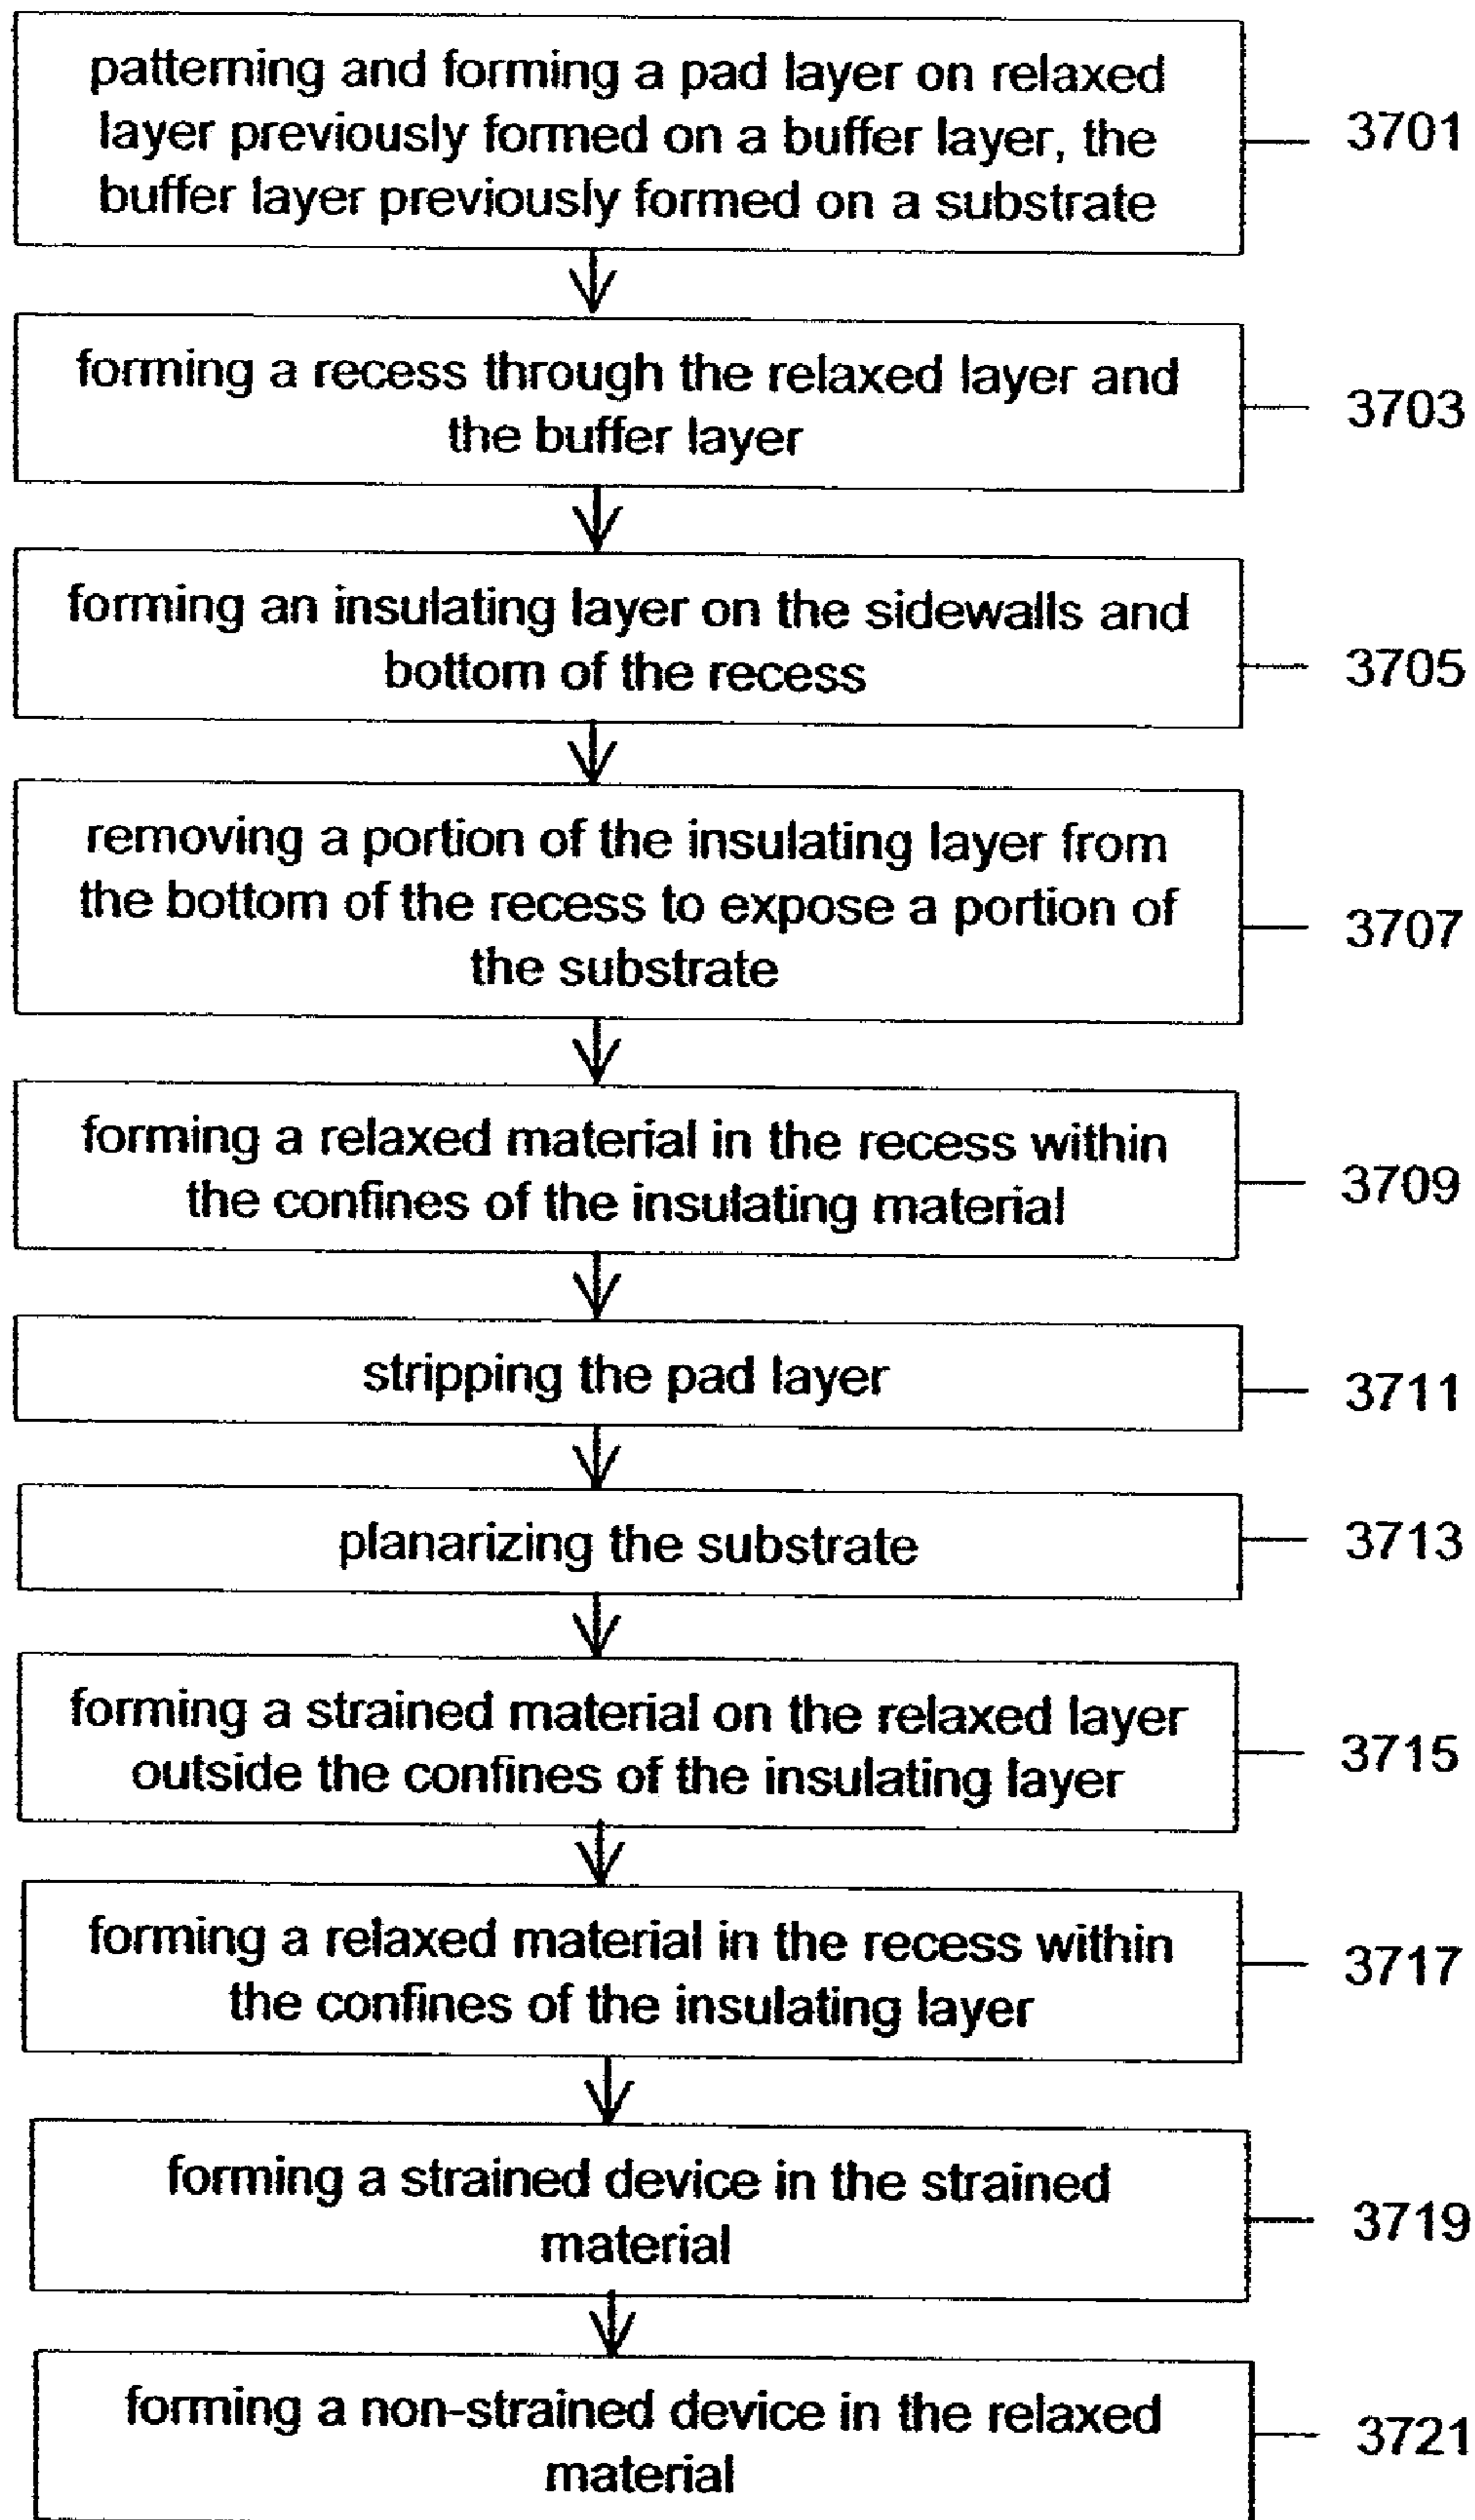 patterning and forming a pad layer on relaxed
layer previously formed on a buffer layer, the
buffer layer previously formed on a substrate
3701
forming a recess through the relaxed layer and
the buffer layer
3703
forming an insulating layer on the sidewalls and
bottom of the recess
3705
removing a portion of the insulating layer from
the bottom of the recess to expose a portion of
the substrate
3707
forming a relaxed material in the recess within
the confines of the insulating material
3709
stripping the pad layer
3711
planarizing the substrate
3713
forming a strained material on the relaxed layer
outside the confines of the insulating layer
3715
forming a relaxed material in the recess within
the confines of the insulating layer
3717
forming a strained device in the strained
material
3719
forming a non-strained device in the relaxed
material
3721